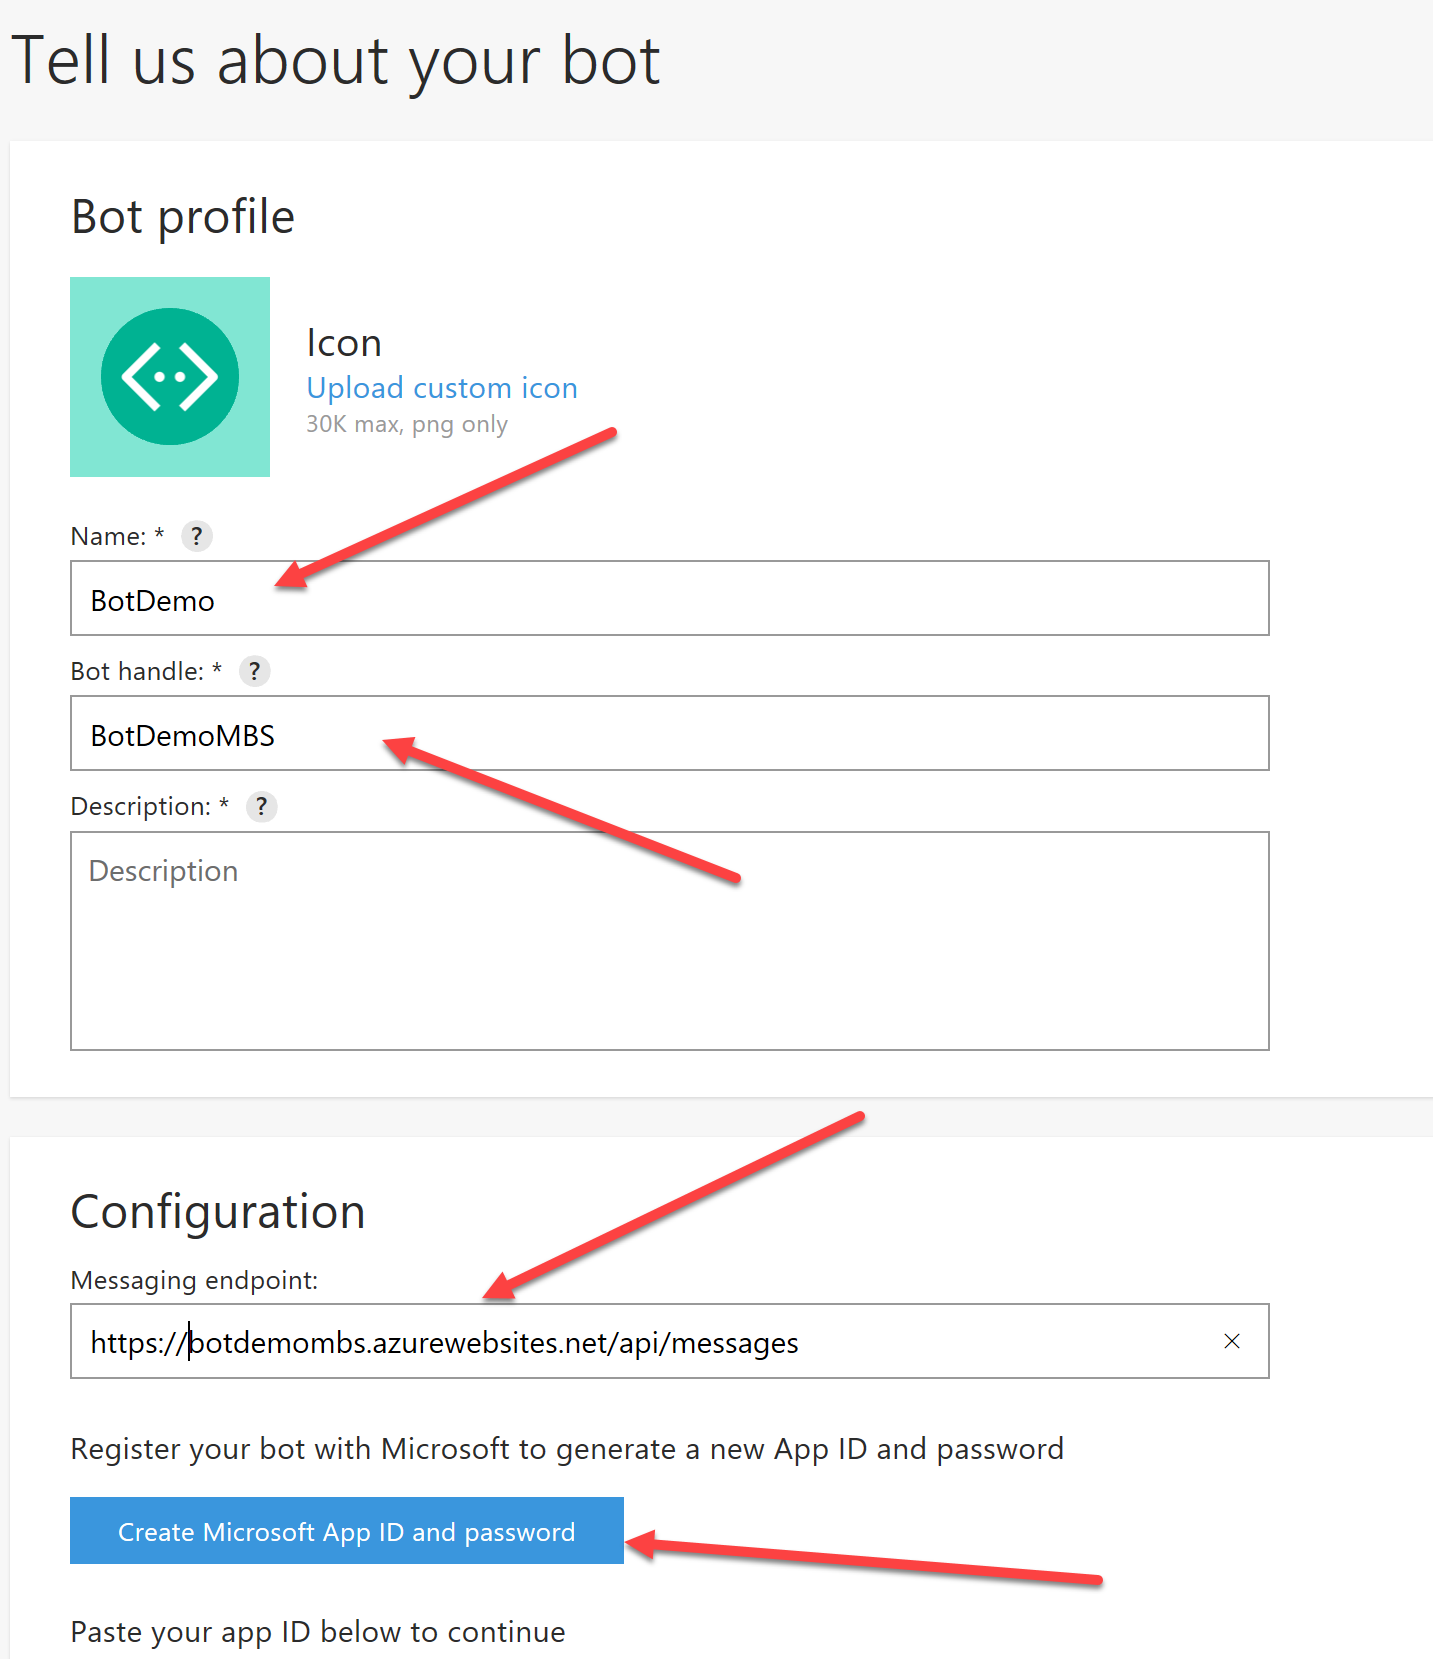 Tell us about your bot
Bot profile
Icon
Upload custom icon
30K max, png only
Name: * ?
BotDemo
Bot handle: * ?
BotDemoMBS
Description: * ?
Description
Configuration
Messaging endpoint:
https://botdemombs.azurewebsites.net/api/messages
Register your bot with Microsoft to generate a new App ID and password
Create Microsoft App ID and password
Paste your app ID below to continue